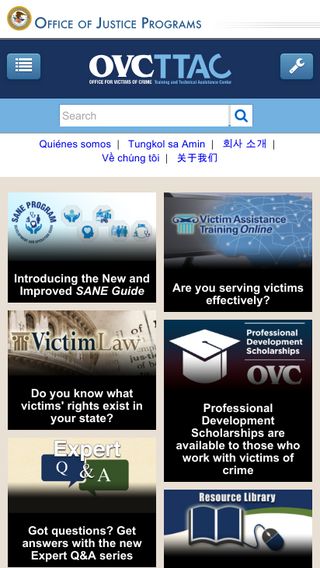 OFFICE OF JUSTICE PROGRAMS
OVCTTAC
OFFICE FOR VICTIMS OF CRIME Training and Technical Assistance Center
Search
Quiénes somos | Tungkol sa Amin | 회사 소개 |
Về chúng tôi | 关于我们
SANE PROGRAM
Introducing the New and
Improved SANE Guide
Victim Assistance
Training Online
Are you serving victims
effectively?
VictimLaw
Do you know what
victims' rights exist in
your state?
Professional
Development
Scholarships
OVC
Professional
Development
Scholarships are
available to those who
work with victims of
crime
Expert
Q & A
Got questions? Get
answers with the new
Expert Q&A series
Resource Library